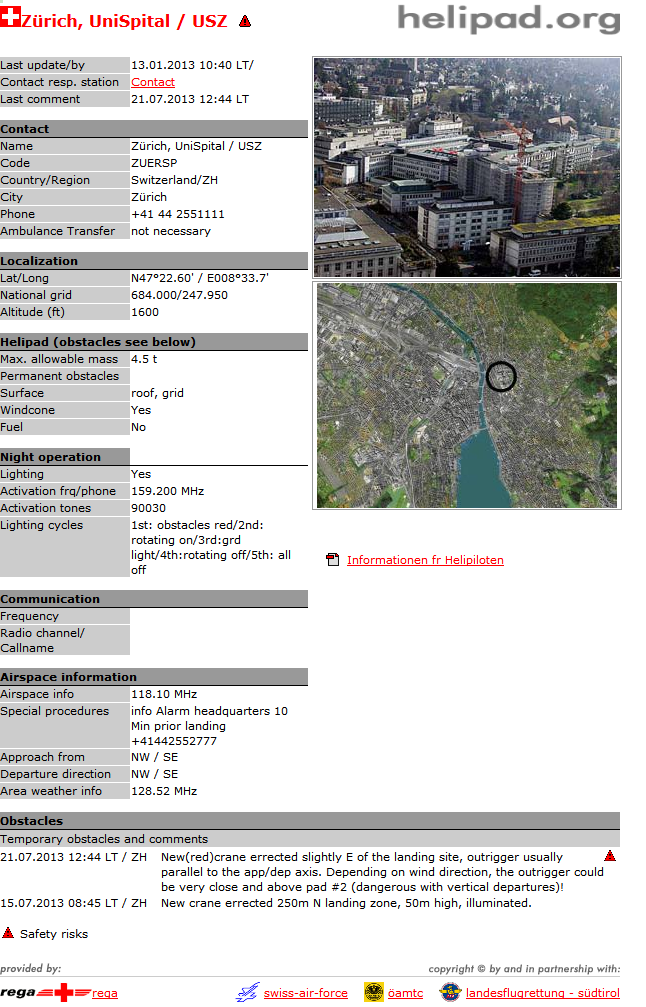 Zürich, UniSpital / USZ
helipad.org
Last update/by 13.01.2013 10:40 LT/
Contact resp. station Contact
Last comment 21.07.2013 12:44 LT
Contact
Name Zürich, UniSpital / USZ
Code ZUERSP
Country/Region Switzerland/ZH
City Zürich
Phone +41 44 2551111
Ambulance Transfer not necessary
Localization
Lat/Long N47°22.60' / E008°33.7'
National grid 684.000/247.950
Altitude (ft) 1600
Helipad (obstacles see below)
Max. allowable mass 4.5 t
Permanent obstacles
Surface roof, grid
Windcone Yes
Fuel No
Night operation
Lighting Yes
Activation frq/phone 159.200 MHz
Activation tones 90030
Lighting cycles 1st: obstacles red/2nd:
rotating on/3rd:grd
light/4th:rotating off/5th: all
off
Informationen fr Helipiloten
Communication
Frequency
Radio channel/
Callname
Airspace information
Airspace info 118.10 MHz
Special procedures info Alarm headquarters 10
Min prior landing
+41442552777
Approach from NW / SE
Departure direction NW / SE
Area weather info 128.52 MHz
Obstacles
Temporary obstacles and comments
21.07.2013 12:44 LT / ZH New(red)crane errected slightly E of the landing site, outrigger usually
parallel to the app/dep axis. Depending on wind direction, the outrigger could
be very close and above pad #2 (dangerous with vertical departures)!
15.07.2013 08:45 LT / ZH New crane errected 250m N landing zone, 50m high, illuminated.
Safety risks
provided by: copyright © by and in partnership with:
rega rega swiss-air-force öamtc landesflugrettung - südtirol